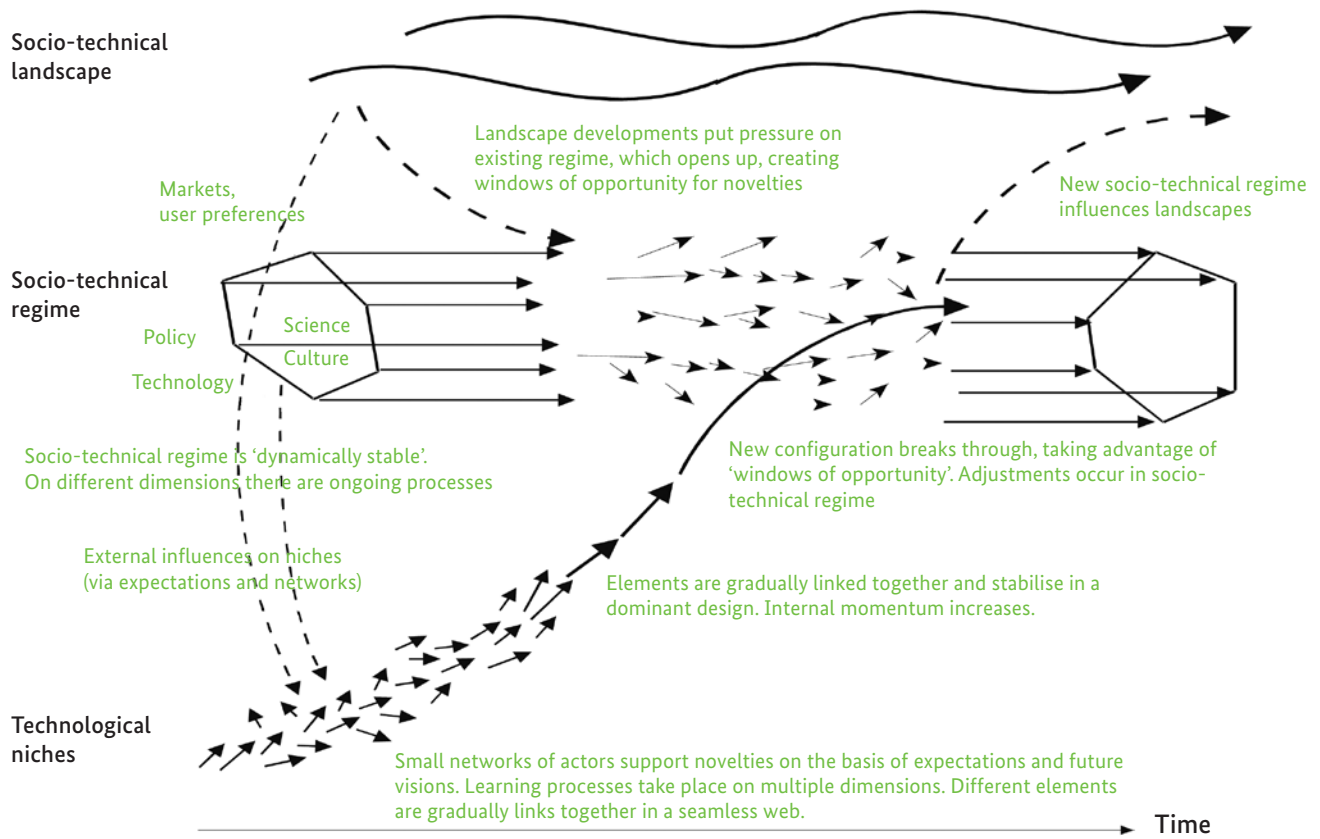 Socio-technical
landscape
Landscape developments put pressure on
existing regime, which opens up, creating
windows of opportunity for novelties
Markets,
user preferences
New socio-technical regime
influences landscapes
Socio-technical
regime
Policy
Science
Culture
Technology
Socio-technical regime is ‘dynamically stable’.
On different dimensions there are ongoing processes
New configuration breaks through, taking advantage of
‘windows of opportunity’. Adjustments occur in socio-
technical regime
External influences on niches
(via expectations and networks)
Elements are gradually linked together and stabilise in a
dominant design. Internal momentum increases.
Technological
niches
Small networks of actors support novelties on the basis of expectations and future
visions. Learning processes take place on multiple dimensions. Different elements
are gradually links together in a seamless web.
Time